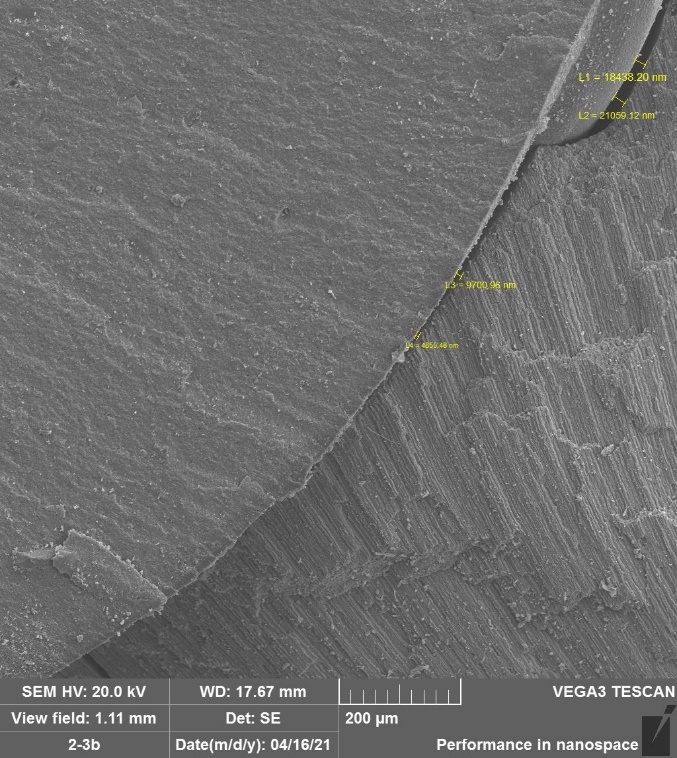 L1 = 18438.20 nm
L2 = 21059.12 nm
L3 = 9700.96 nm
SEM HV: 20.0 kV
WD: 17.67 mm
VEGA3 TESCAN
View field: 1.11 mm
Det: SE
200 µm
2-3b
Date(m/d/y): 04/16/21
Performance in nanospace